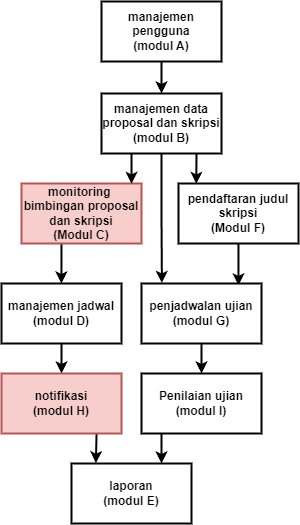 manajemen
pengguna
(modul A)
manajemen data
proposal dan skripsi
(modul B)
monitoring
bimbingan proposal
dan skripsi
(Modul C)
pendaftaran judul
skripsi
(Modul F)
manajemen jadwal
(modul D)
penjadwalan ujian
(modul G)
notifikasi
(modul H)
Penilaian ujian
(modul I)
laporan
(modul E)